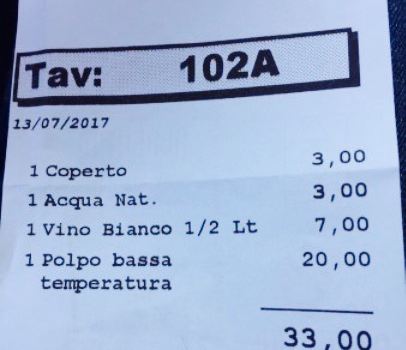 Tav: 102A
13/07/2017
1 Coperto 3,00
1 Acqua Nat. 3,00
1 Vino Bianco 1/2 Lt 7,00
1 Polpo bassa 20,00
temperatura
33,00